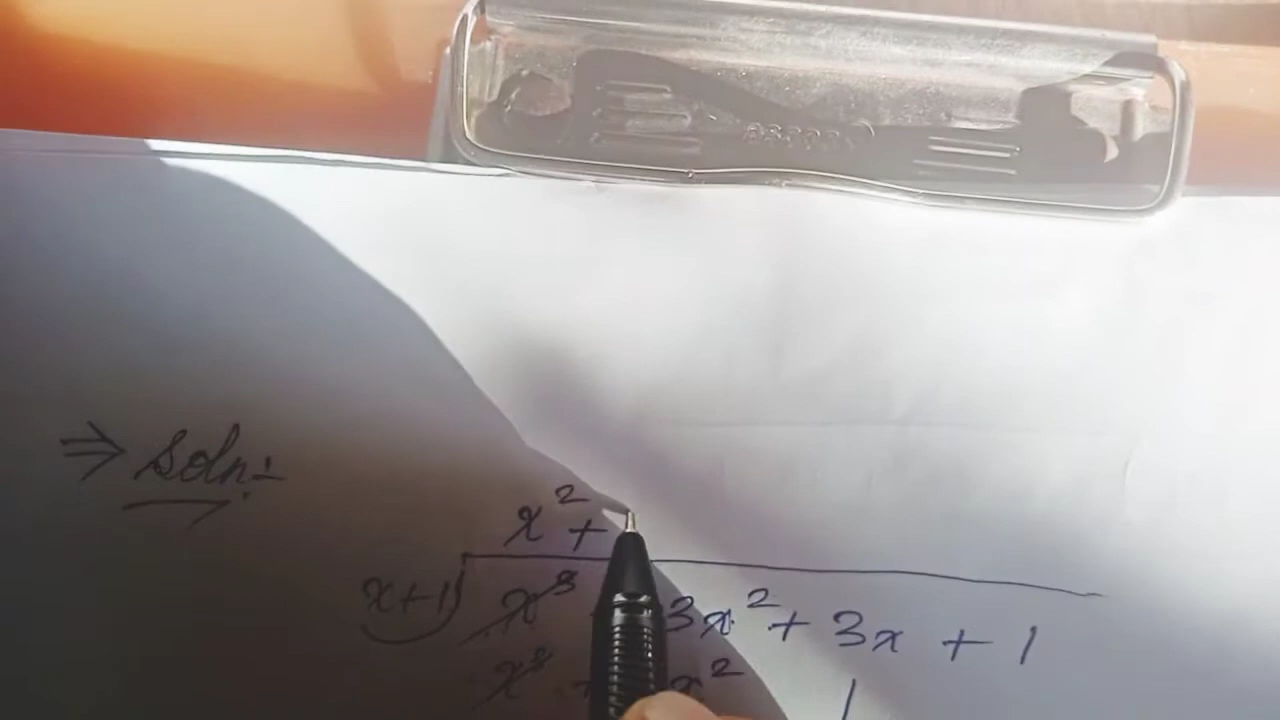 ⇒ Soln:-
x² +
x+1) x³ 3x² + 3x + 1
x³ + x²